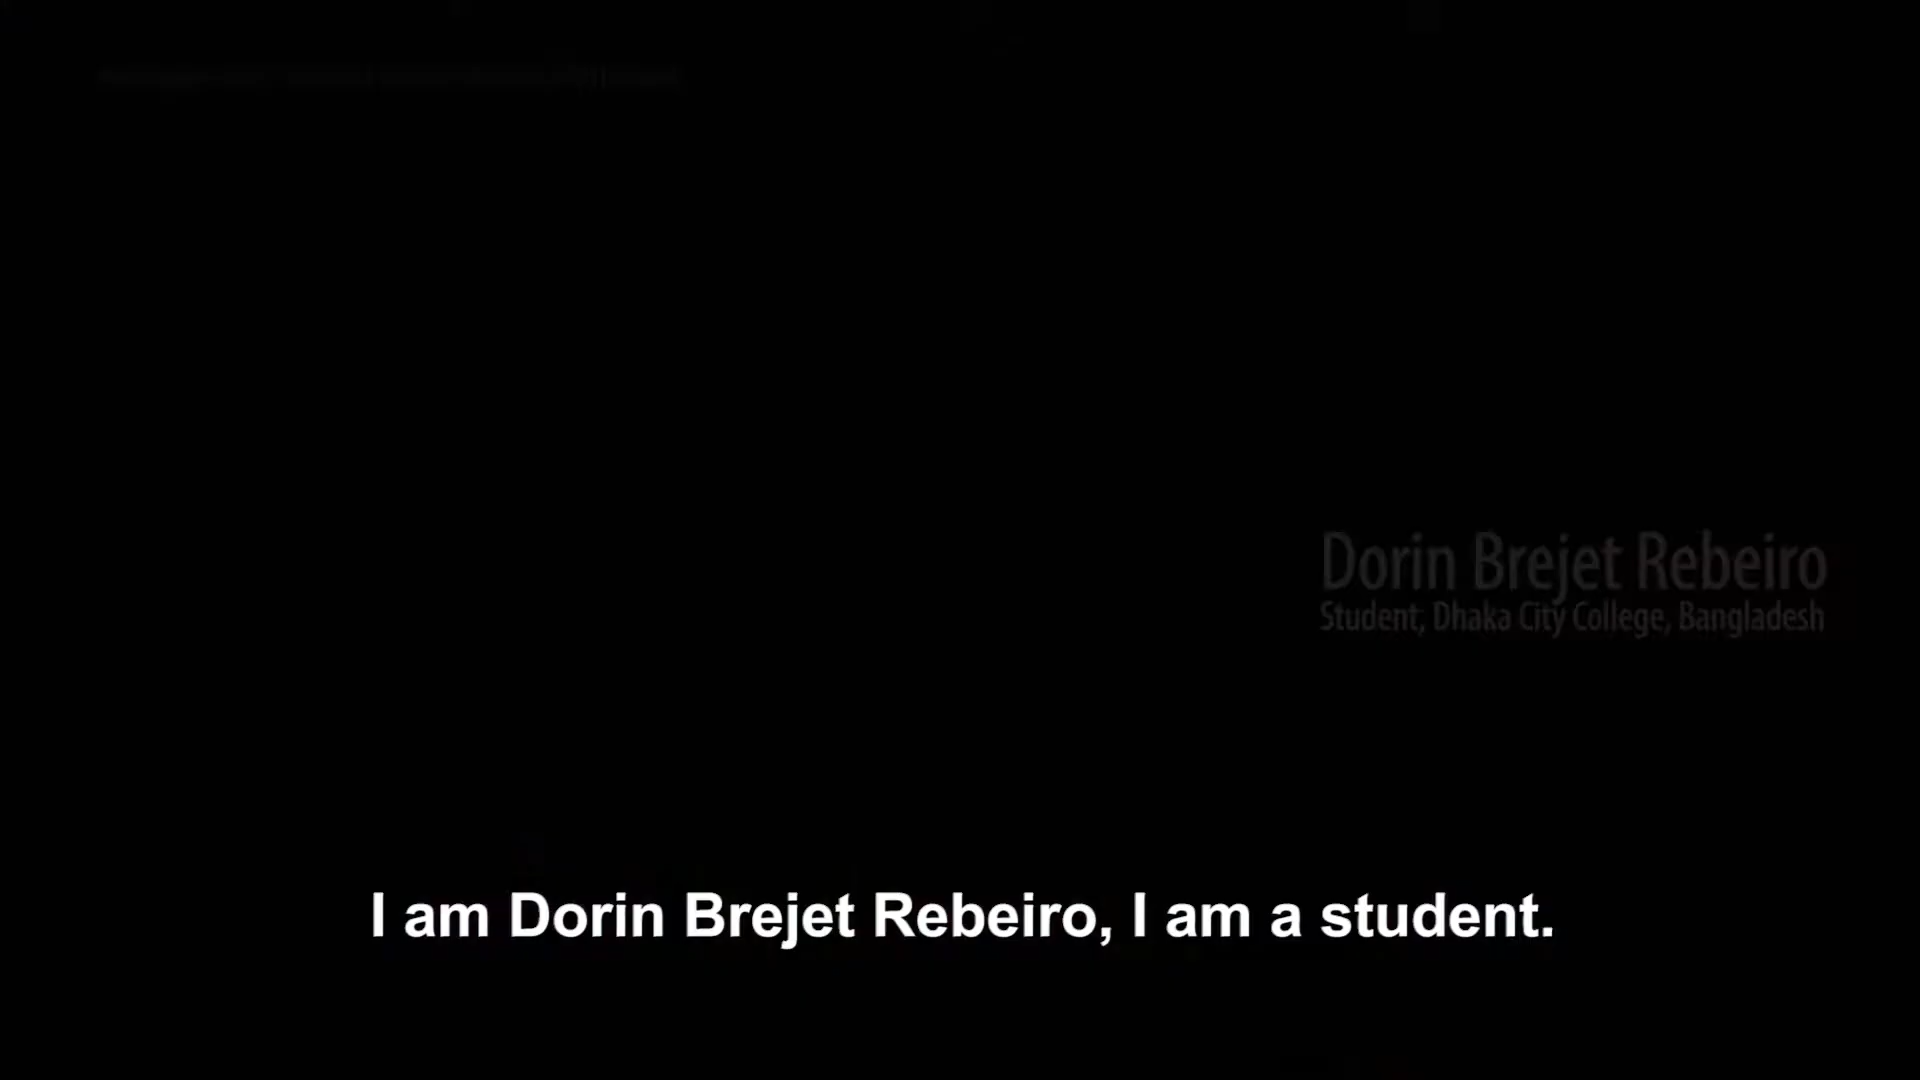 Dorin Brejet Rebeiro
Student, Dhaka City College, Bangladesh
I am Dorin Brejet Rebeiro, I am a student.